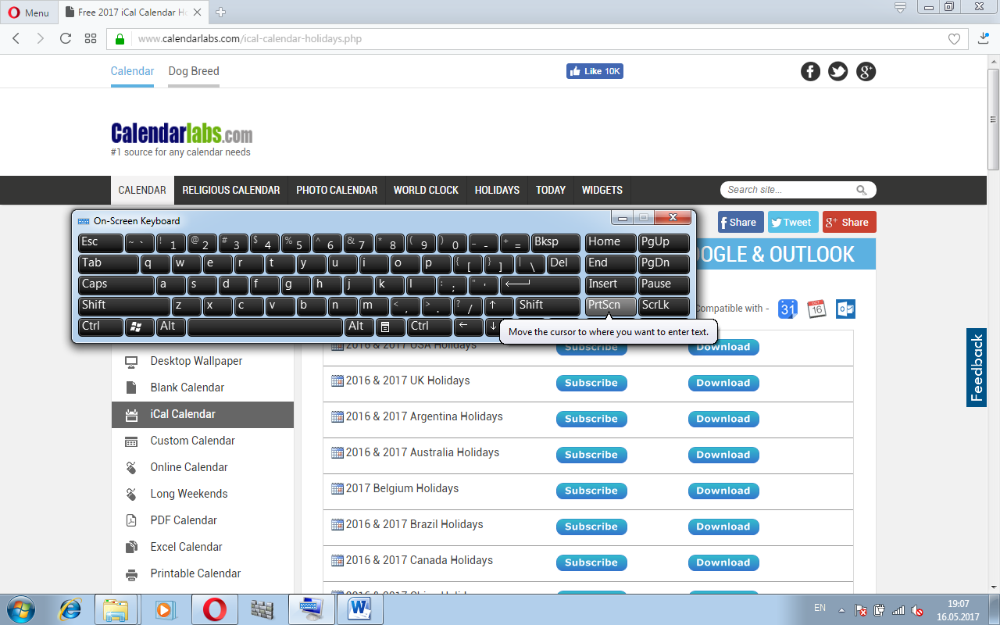 Menu
Free 2017 iCal Calendar Ho
www.calendarlabs.com/ical-calendar-holidays.php
Calendar Dog Breed
Like 10K
Calendarlabs.com
#1 source for any calendar needs
CALENDAR RELIGIOUS CALENDAR PHOTO CALENDAR WORLD CLOCK HOLIDAYS TODAY WIDGETS
Search site...
Share Tweet Share
OOGLE & OUTLOOK
Compatible with -
31 OCT 16
On-Screen Keyboard
Esc ~ ` ! 1 @ 2 # 3 $ 4 % 5 ^ 6 & 7 * 8 ( 9 ) 0 _ - + = Bksp Home PgUp
Tab q w e r t y u i o p { [ } ] | \ Del End PgDn
Caps a s d f g h j k l : ; " ' Insert Pause
Shift z x c v b n m < , > . ? / ↑ Shift PrtScn ScrLk
Ctrl Alt Alt Ctrl ← ↓
Move the cursor to where you want to enter text.
Desktop Wallpaper
Blank Calendar
iCal Calendar
Custom Calendar
Online Calendar
Long Weekends
PDF Calendar
Excel Calendar
Printable Calendar
2016 & 2017 USA Holidays Subscribe Download
2016 & 2017 UK Holidays Subscribe Download
2016 & 2017 Argentina Holidays Subscribe Download
2016 & 2017 Australia Holidays Subscribe Download
2017 Belgium Holidays Subscribe Download
2016 & 2017 Brazil Holidays Subscribe Download
2016 & 2017 Canada Holidays Subscribe Download
2016 & 2017 China Holidays
Feedback
EN
19:07
16.05.2017